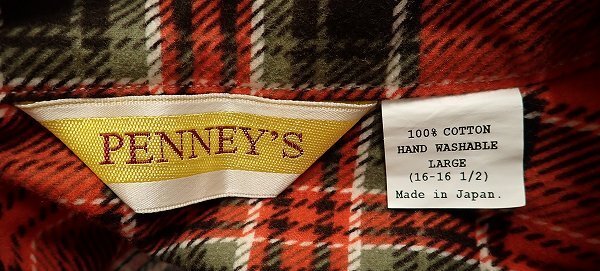 PENNEY'S
100% COTTON
HAND WASHABLE
LARGE
(16-16 1/2)
Made in Japan.